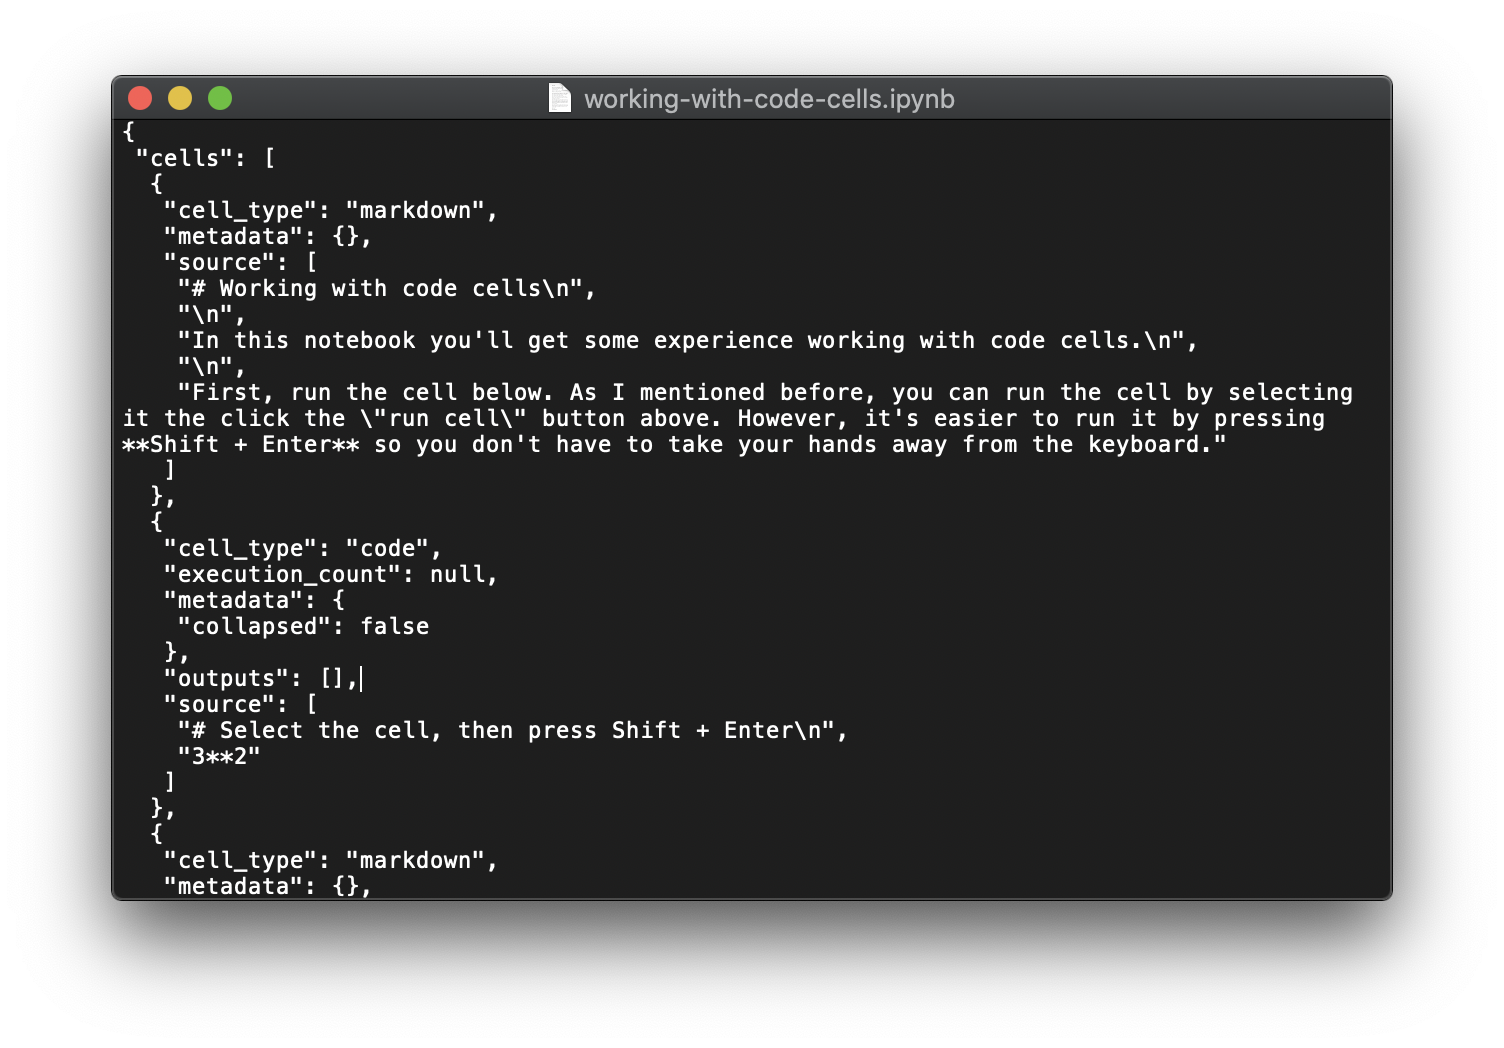 working-with-code-cells.ipynb
{
 "cells": [
  {
   "cell_type": "markdown",
   "metadata": {},
   "source": [
    "# Working with code cells\n",
    "\n",
    "In this notebook you'll get some experience working with code cells.\n",
    "\n",
    "First, run the cell below. As I mentioned before, you can run the cell by selecting
it the click the \"run cell\" button above. However, it's easier to run it by pressing
**Shift + Enter** so you don't have to take your hands away from the keyboard."
   ]
  },
  {
   "cell_type": "code",
   "execution_count": null,
   "metadata": {
    "collapsed": false
   },
   "outputs": [],
   "source": [
    "# Select the cell, then press Shift + Enter\n",
    "3**2"
   ]
  },
  {
   "cell_type": "markdown",
   "metadata": {},